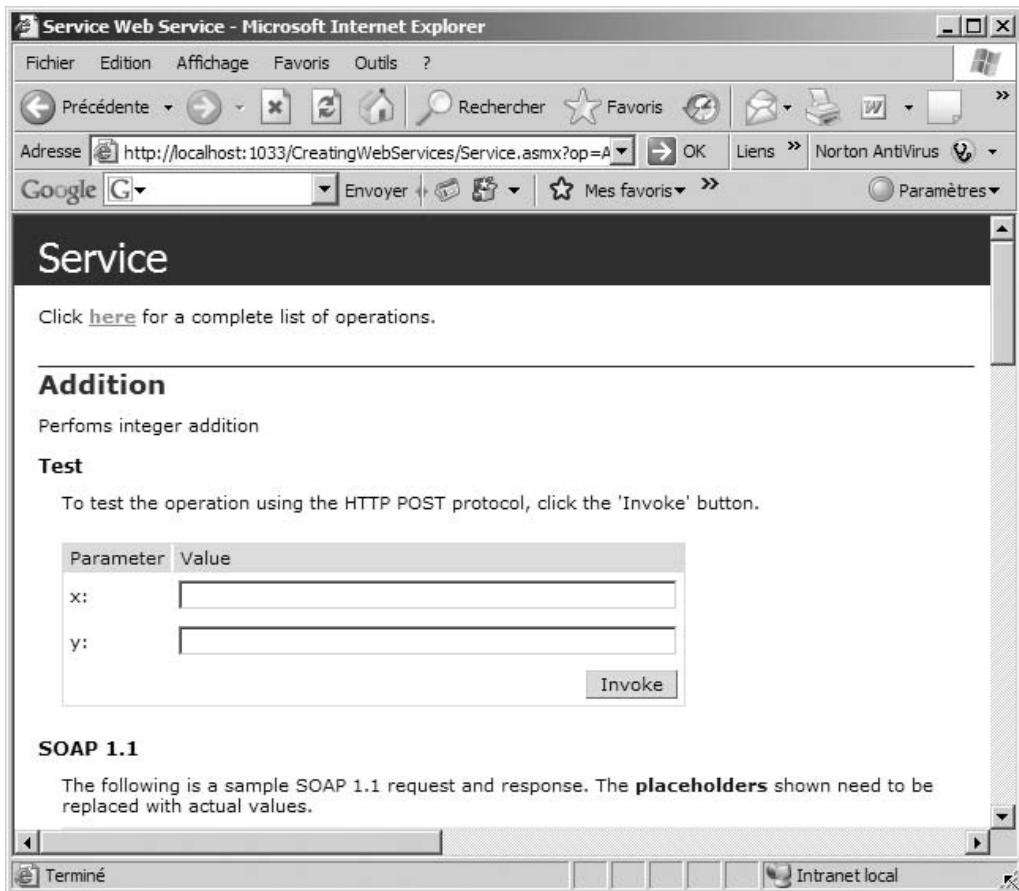 Service Web Service - Microsoft Internet Explorer
Fichier Edition Affichage Favoris Outils ?
Précédente Rechercher Favoris W »
Adresse http://localhost:1033/CreatingWebServices/Service.asmx?op=A OK Liens » Norton AntiVirus
Google G Envoyer Mes favoris » Paramètres
Service
Click here for a complete list of operations.
Addition
Perfoms integer addition
Test
To test the operation using the HTTP POST protocol, click the 'Invoke' button.
Parameter Value
x:
y:
Invoke
SOAP 1.1
The following is a sample SOAP 1.1 request and response. The placeholders shown need to be
replaced with actual values.
Terminé Intranet local